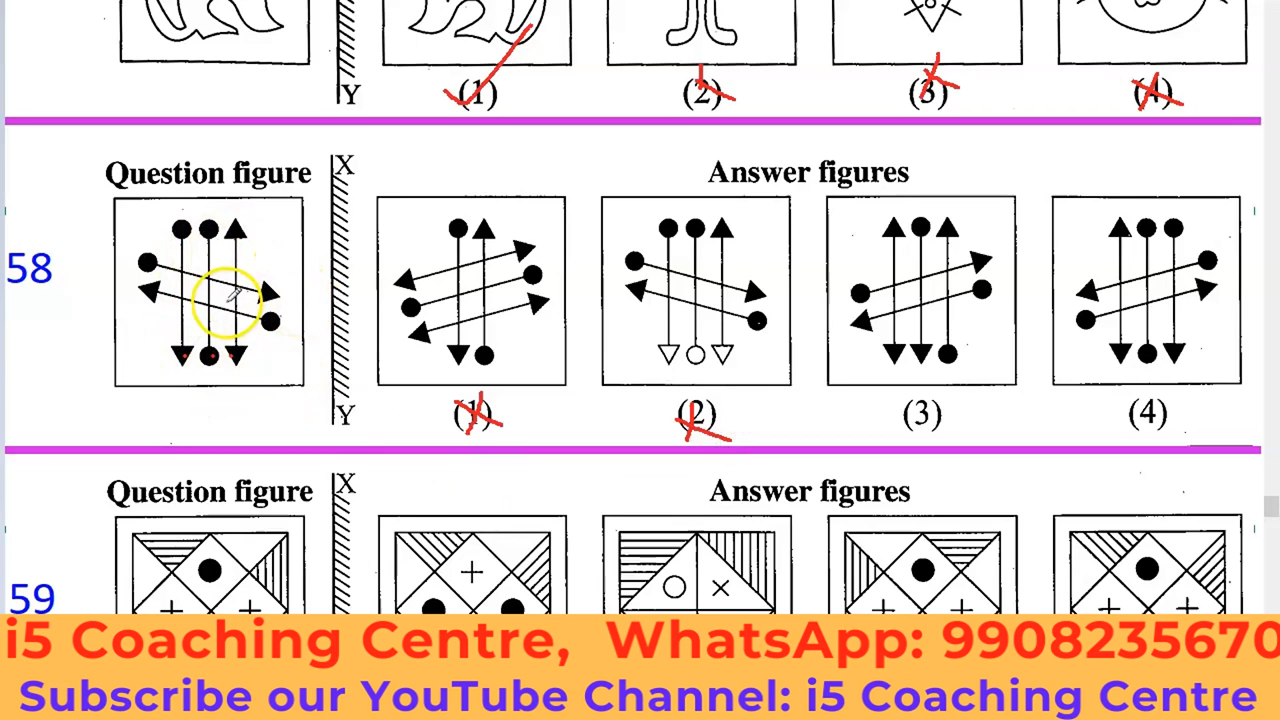 (1) (2) (3) (4)
Y
Question figure X Answer figures
58
Y (1) (2) (3) (4)
Question figure X Answer figures
59
i5 Coaching Centre, WhatsApp: 9908235670
Subscribe our YouTube Channel: i5 Coaching Centre